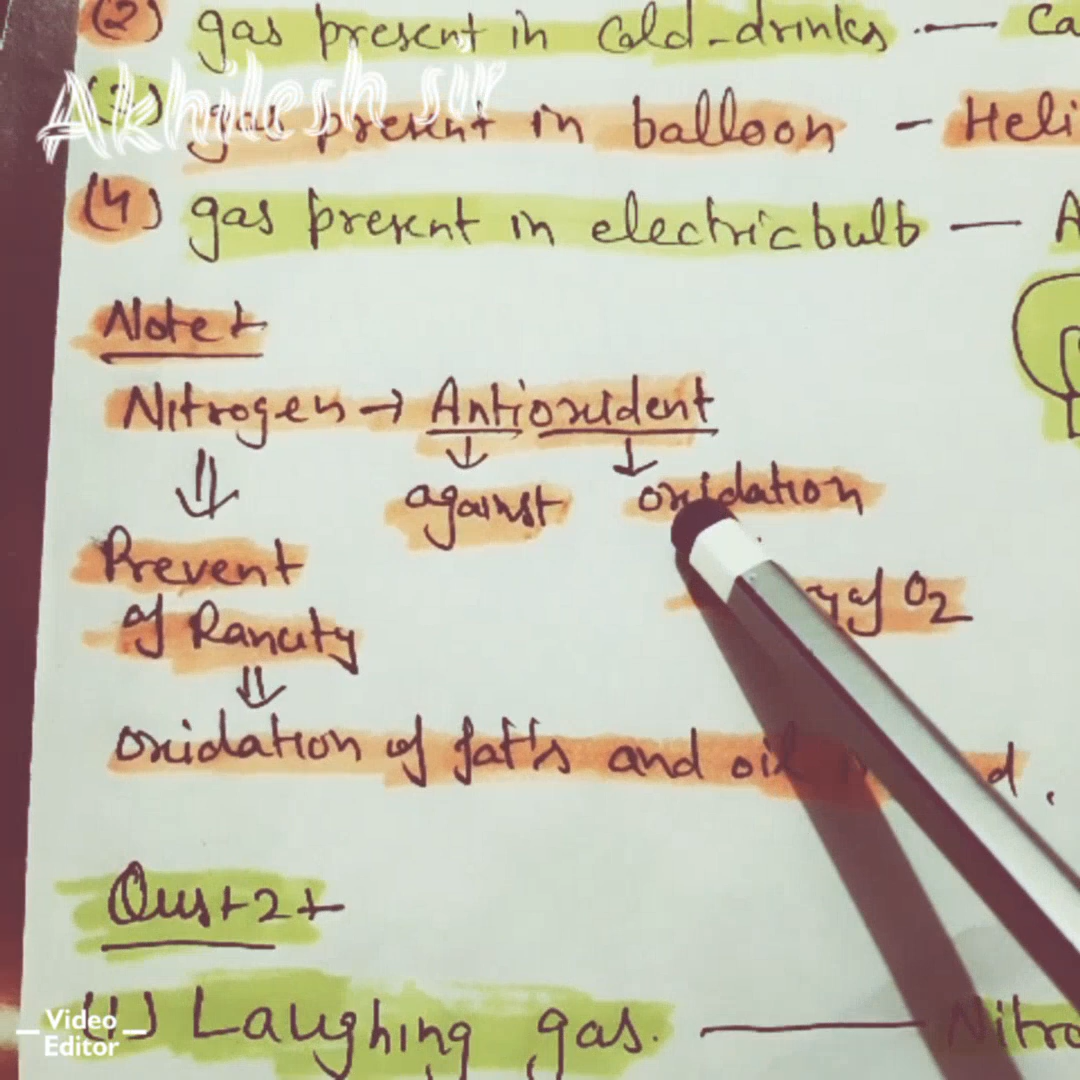 (2) gas present in Cold-drinks — Ca
Akhilesh sir
(3) gas present in balloon - Heli
(4) gas present in electricbulb — A
Note
Nitrogen → Antioxident
↓ ↓
against oxidation
⇓
Prevent
of Rancity
of O2
⇓
oxidation of fat's and oil
Ques 2
(1) Laughing gas. — Nitro
Video
Editor